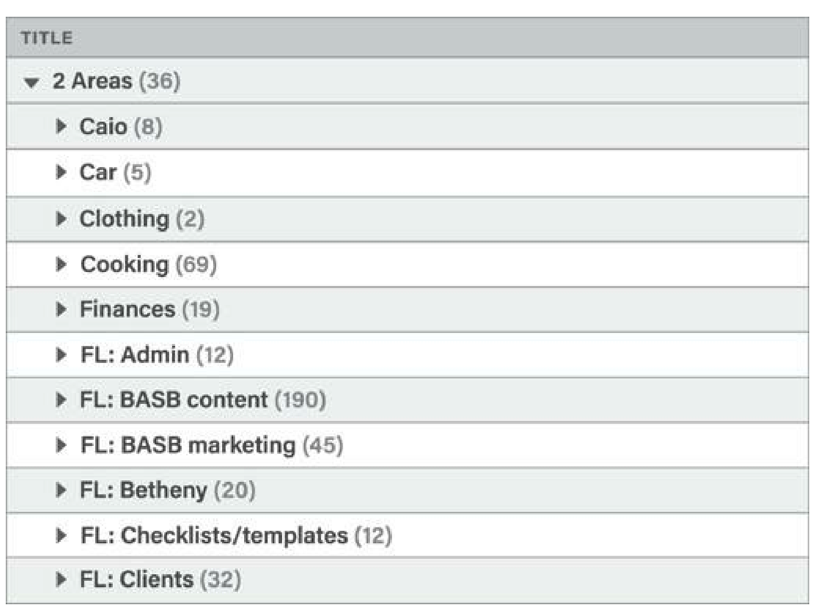 TITLE
2 Areas (36)
Caio (8)
Car (5)
Clothing (2)
Cooking (69)
Finances (19)
FL: Admin (12)
FL: BASB content (190)
FL: BASB marketing (45)
FL: Betheny (20)
FL: Checklists/templates (12)
FL: Clients (32)